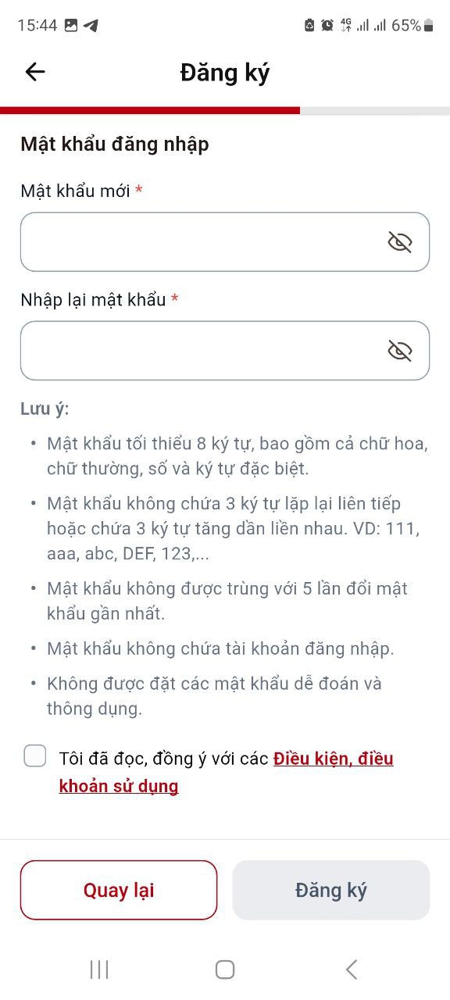 15:44
4G
65%
Đăng ký
Mật khẩu đăng nhập
Mật khẩu mới *
Nhập lại mật khẩu *
Lưu ý:
• Mật khẩu tối thiểu 8 ký tự, bao gồm cả chữ hoa,
chữ thường, số và ký tự đặc biệt.
• Mật khẩu không chứa 3 ký tự lặp lại liên tiếp
hoặc chứa 3 ký tự tăng dần liền nhau. VD: 111,
aaa, abc, DEF, 123,...
• Mật khẩu không được trùng với 5 lần đổi mật
khẩu gần nhất.
• Mật khẩu không chứa tài khoản đăng nhập.
• Không được đặt các mật khẩu dễ đoán và
thông dụng.
Tôi đã đọc, đồng ý với các Điều kiện, điều
khoản sử dụng
Quay lại
Đăng ký